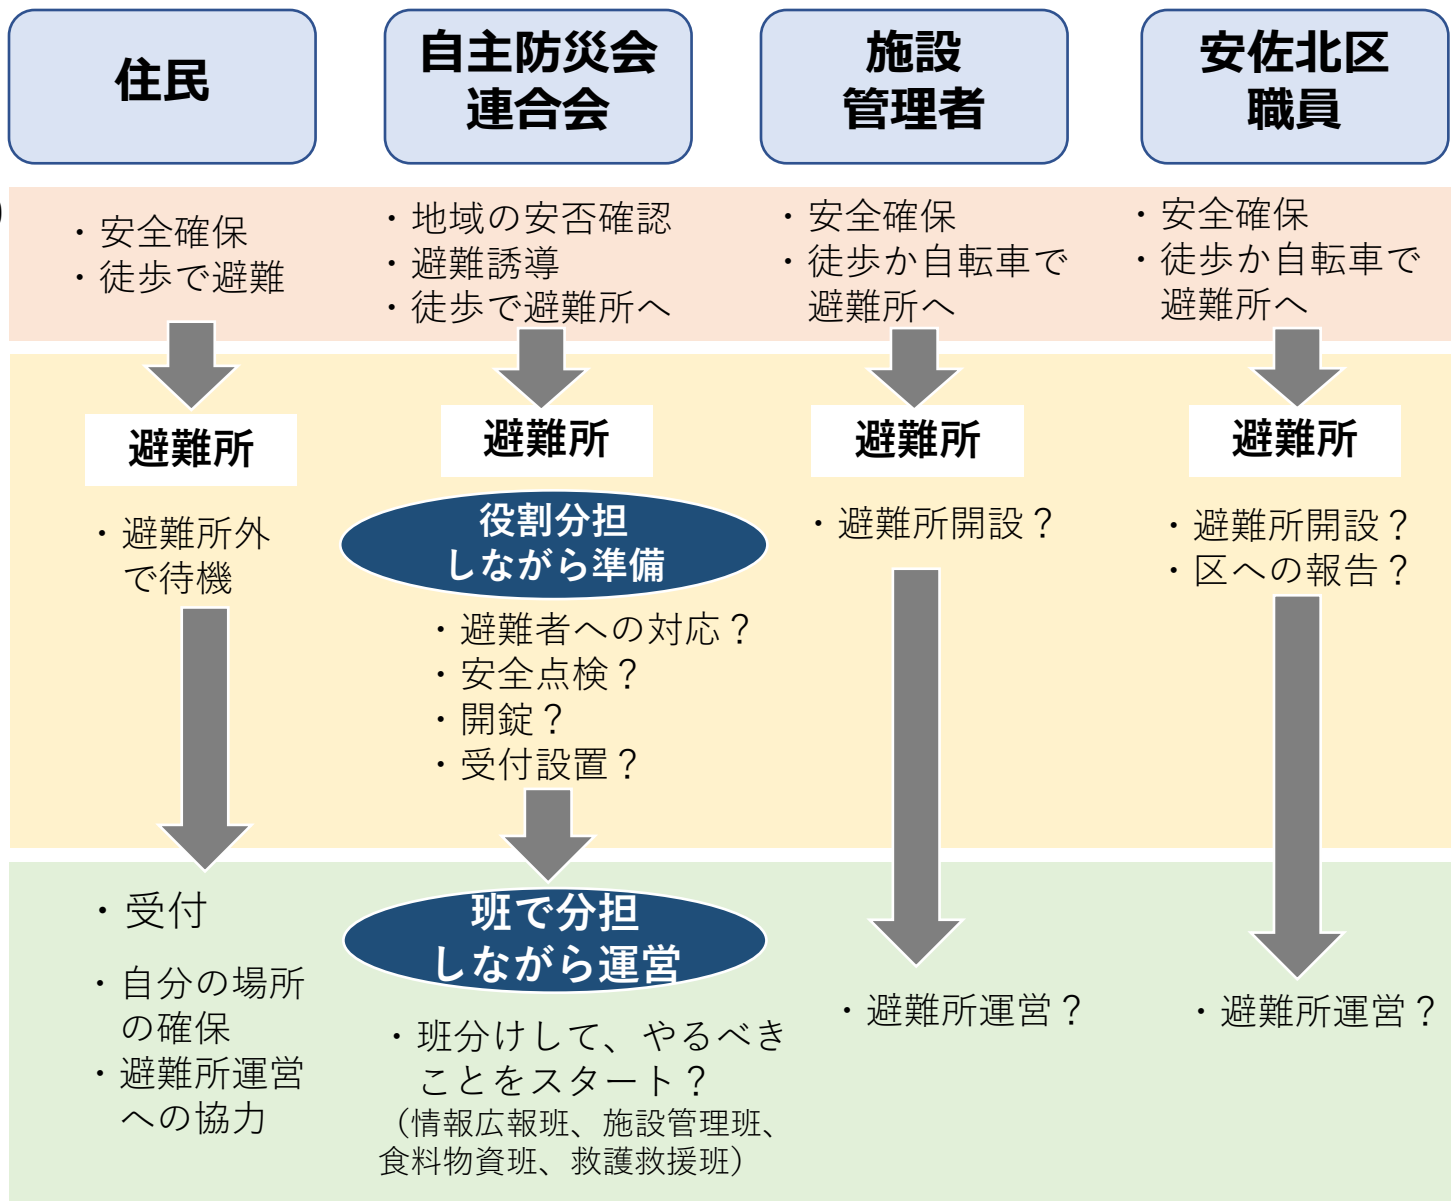 住民
自主防災会
連合会
施設
管理者
安佐北区
職員
)
・安全確保
・徒歩で避難
・地域の安否確認
・避難誘導
・徒歩で避難所へ
・安全確保
・徒歩か自転車で
避難所へ
・安全確保
・徒歩か自転車で
避難所へ
避難所
・避難所外
で待機
避難所
役割分担
しながら準備
・避難者への対応？
・安全点検？
・開錠？
・受付設置？
避難所
・避難所開設？
避難所
・避難所開設？
・区への報告？
・受付
・自分の場所
の確保
・避難所運営
への協力
班で分担
しながら運営
・班分けして、やるべき
ことをスタート？
（情報広報班、施設管理班、
食料物資班、救護救援班）
・避難所運営？
・避難所運営？